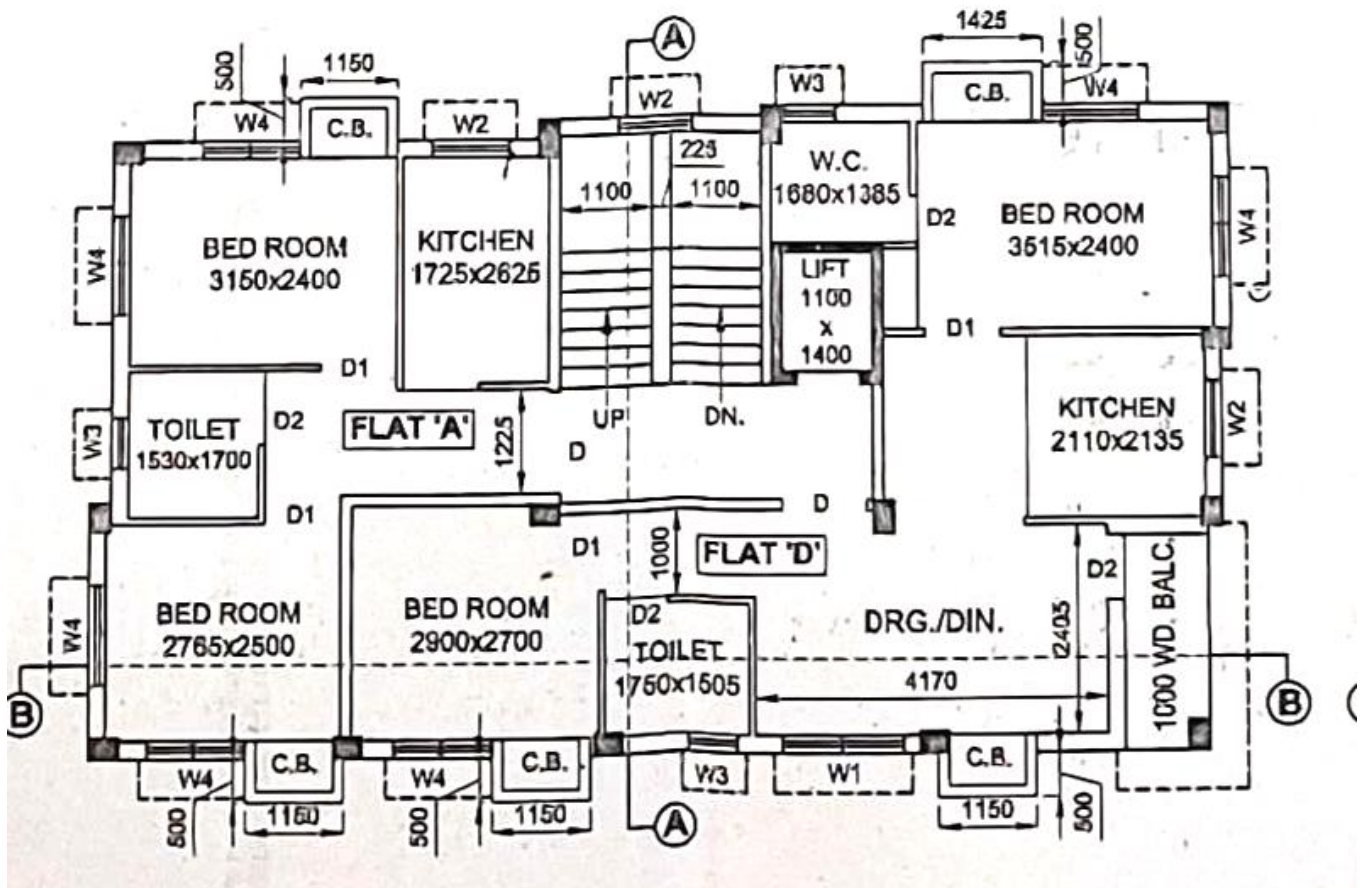 A
1425
500
1150
500
W2
W3
C.B.
W4
W4
C.B.
W2
225
1100
1100
W.C.
1680x1385
D2
BED ROOM
3515x2400
W4
BED ROOM
3150x2400
KITCHEN
1725x2625
W4
LIFT
1100
X
1400
D1
D1
UP
DN.
KITCHEN
2110x2135
W2
TOILET
1530x1700
D2
FLAT 'A'
1225
W3
D
D1
D
D1
1000
FLAT 'D'
D2
2405
1000 WD. BALC.
W4
BED ROOM
2765x2500
BED ROOM
2900x2700
D2
TOILET
1750x1505
DRG./DIN.
4170
B
B
W4
C.B.
W4
C.B.
W3
W1
C.B.
500
1150
500
1150
A
1150
500